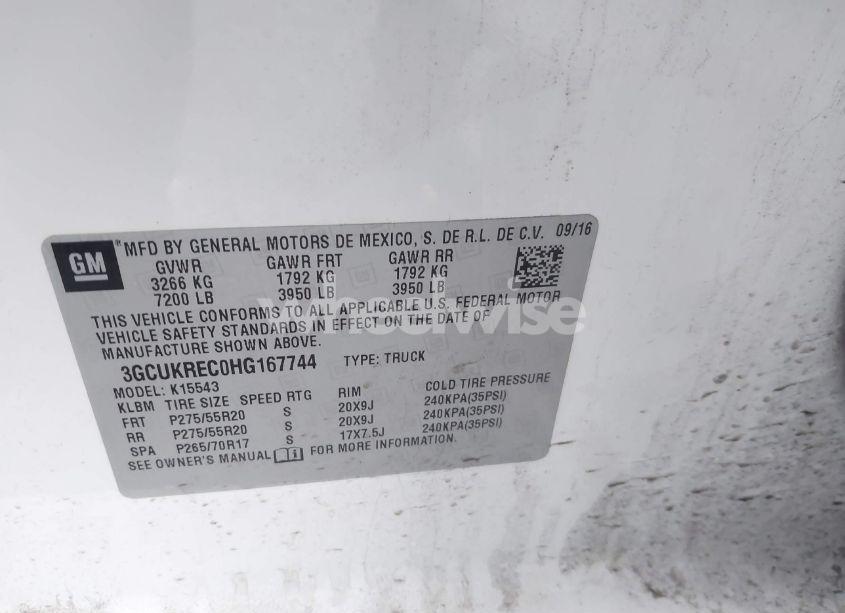 GM
® MFD BY GENERAL MOTORS DE MEXICO, S. DE R.L. DE C.V. 09/16
GVWR GAWR FRT GAWR RR
3266 KG 1792 KG 1792 KG
7200 LB 3950 LB 3950 LB
THIS VEHICLE CONFORMS TO ALL APPLICABLE U.S. FEDERAL MOTOR
VEHICLE SAFETY STANDARDS IN EFFECT ON THE DATE OF
MANUFACTURE SHOWN ABOVE.
3GCUKREC0HG167744 TYPE: TRUCK
MODEL: K15543
KLBM TIRE SIZE SPEED RTG RIM COLD TIRE PRESSURE
FRT P275/55R20 S 20X9J 240KPA(35PSI)
RR P275/55R20 S 20X9J 240KPA(35PSI)
SPA P265/70R17 S 17X7.5J 240KPA(35PSI)
SEE OWNER'S MANUAL FOR MORE INFORMATION.